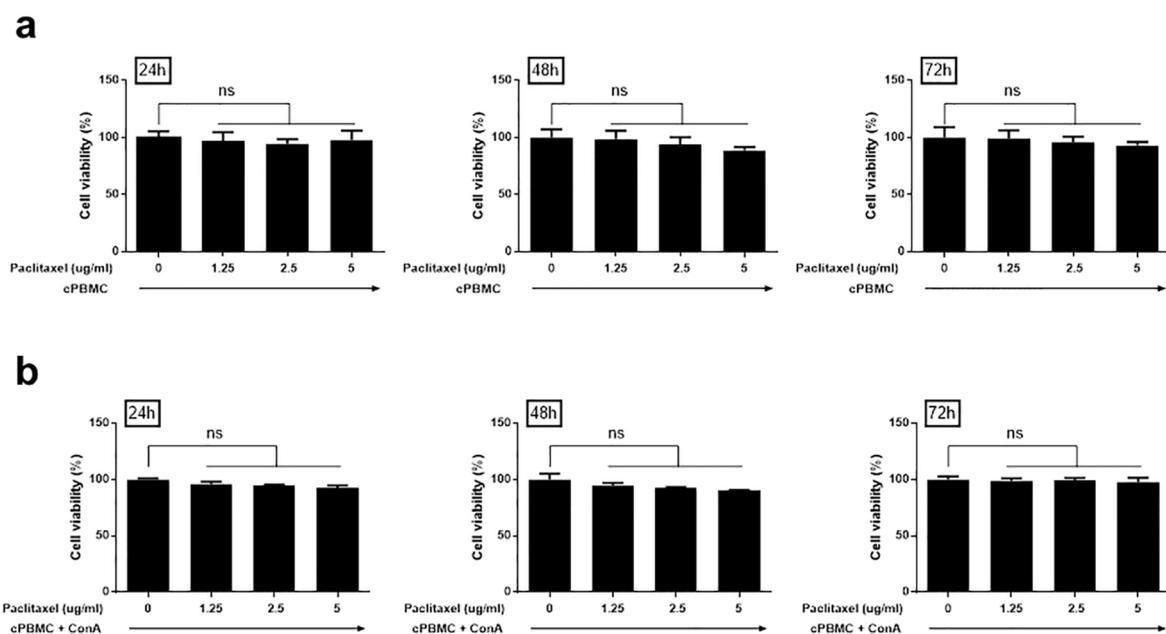 a
24h
150
100
50
0
Cell viability (%)
ns
Paclitaxel (ug/ml) 0 1.25 2.5 5
cPBMC
48h
150
100
50
0
Cell viability (%)
ns
Paclitaxel (ug/ml) 0 1.25 2.5 5
cPBMC
72h
150
100
50
0
Cell viability (%)
ns
Paclitaxel (ug/ml) 0 1.25 2.5 5
cPBMC
b
24h
150
100
50
0
Cell viability (%)
ns
Paclitaxel (ug/ml) 0 1.25 2.5 5
cPBMC + ConA
48h
150
100
50
0
Cell viability (%)
ns
Paclitaxel (ug/ml) 0 1.25 2.5 5
cPBMC + ConA
72h
150
100
50
0
Cell viability (%)
ns
Paclitaxel (ug/ml) 0 1.25 2.5 5
cPBMC + ConA